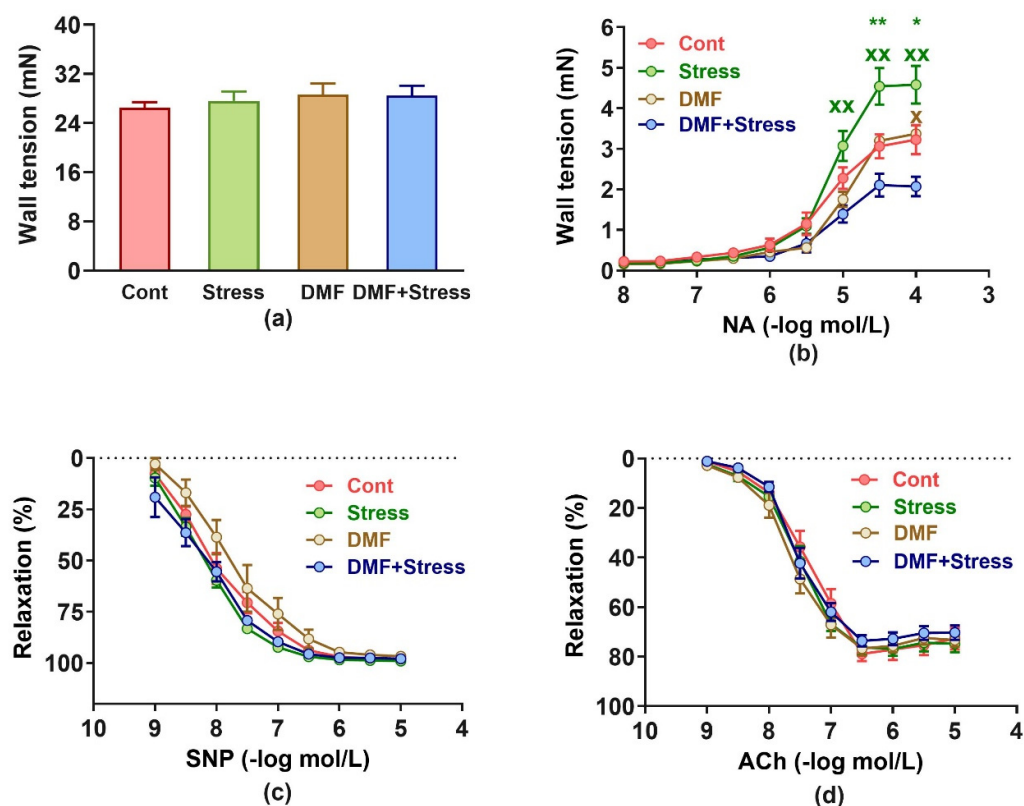 40
32
24
16
8
0
Wall tension (mN)
Cont Stress DMF DMF+Stress
(a)
** *
xx xx
xx
x
Cont
Stress
DMF
DMF+Stress
6
5
4
3
2
1
0
Wall tension (mN)
8 7 6 5 4 3
NA (-log mol/L)
(b)
0
25
50
75
100
Relaxation (%)
Cont
Stress
DMF
DMF+Stress
10 9 8 7 6 5 4
SNP (-log mol/L)
(c)
0
20
40
60
80
100
Relaxation (%)
Cont
Stress
DMF
DMF+Stress
10 9 8 7 6 5 4
ACh (-log mol/L)
(d)